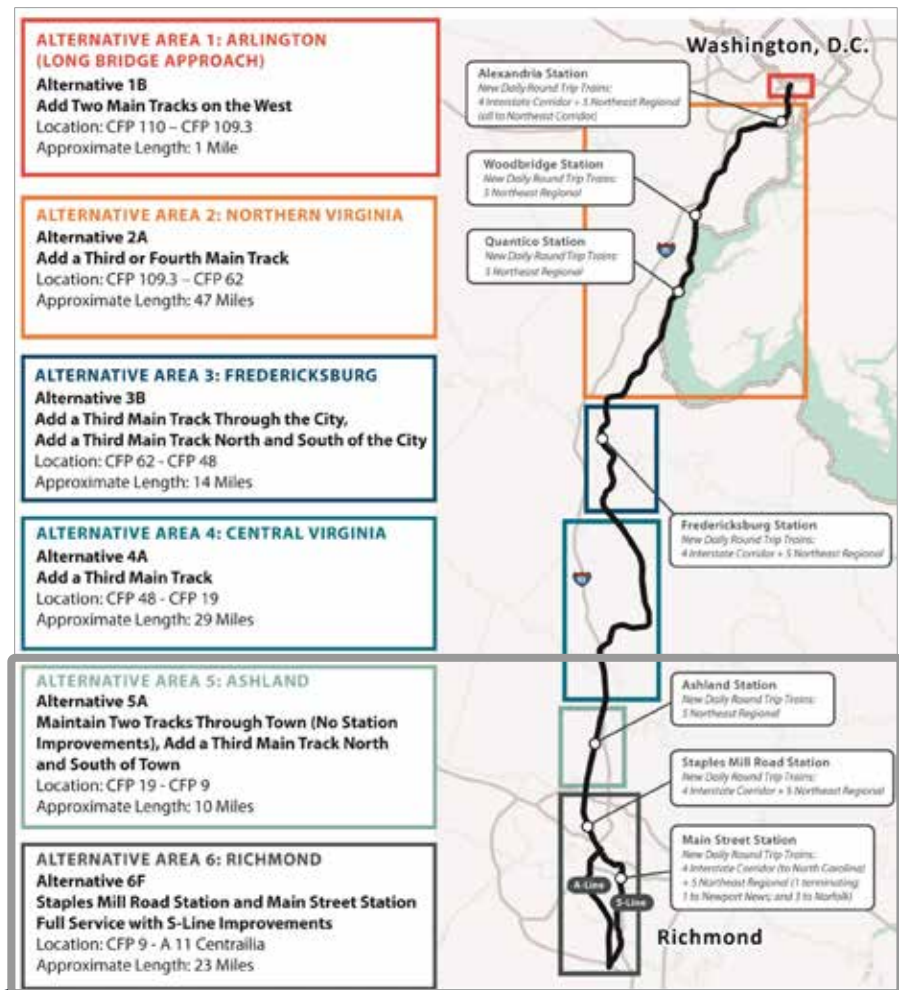 ALTERNATIVE AREA 1: ARLINGTON
(LONG BRIDGE APPROACH)
Alternative 1B
Add Two Main Tracks on the West
Location: CFP 110 – CFP 109.3
Approximate Length: 1 Mile
ALTERNATIVE AREA 2: NORTHERN VIRGINIA
Alternative 2A
Add a Third or Fourth Main Track
Location: CFP 109.3 – CFP 62
Approximate Length: 47 Miles
ALTERNATIVE AREA 3: FREDERICKSBURG
Alternative 3B
Add a Third Main Track Through the City,
Add a Third Main Track North and South of the City
Location: CFP 62 - CFP 48
Approximate Length: 14 Miles
ALTERNATIVE AREA 4: CENTRAL VIRGINIA
Alternative 4A
Add a Third Main Track
Location: CFP 48 - CFP 19
Approximate Length: 29 Miles
ALTERNATIVE AREA 5: ASHLAND
Alternative 5A
Maintain Two Tracks Through Town (No Station
Improvements), Add a Third Main Track North
and South of Town
Location: CFP 19 - CFP 9
Approximate Length: 10 Miles
ALTERNATIVE AREA 6: RICHMOND
Alternative 6F
Staples Mill Road Station and Main Street Station
Full Service with S-Line Improvements
Location: CFP 9 - A 11 Centrailia
Approximate Length: 23 Miles
Washington, D.C.
Alexandria Station
New Daily Round Trip Trains:
4 Interstate Corridor + 5 Northeast Regional
(all to Northeast Corridor)
Woodbridge Station
New Daily Round Trip Trains:
5 Northeast Regional
Quantico Station
New Daily Round Trip Trains:
5 Northeast Regional
Fredericksburg Station
New Daily Round Trip Trains:
4 Interstate Corridor + 5 Northeast Regional
Ashland Station
New Daily Round Trip Trains:
5 Northeast Regional
Staples Mill Road Station
New Daily Round Trip Trains:
4 Interstate Corridor + 5 Northeast Regional
Main Street Station
New Daily Round Trip Trains:
4 Interstate Corridor (to North Carolina)
+ 5 Northeast Regional (1 terminating;
1 to Newport News; and 3 to Norfolk)
A-Line
S-Line
Richmond